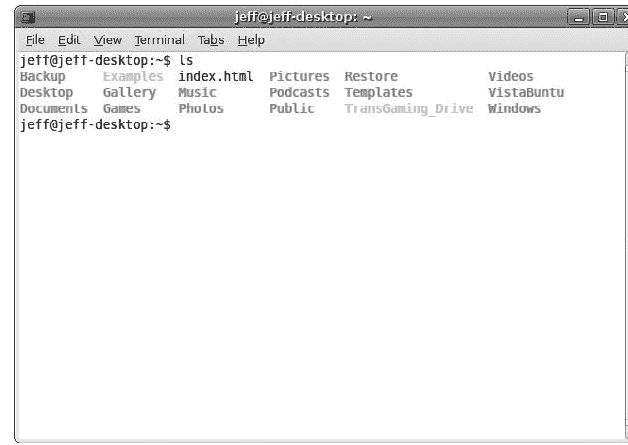 jeff@jeff-desktop: ~
File Edit View Terminal Tabs Help
jeff@jeff-desktop:~$ ls
Backup Examples index.html Pictures Restore Videos
Desktop Gallery Music Podcasts Templates VistaBuntu
Documents Games Photos Public TransGaming_Drive Windows
jeff@jeff-desktop:~$